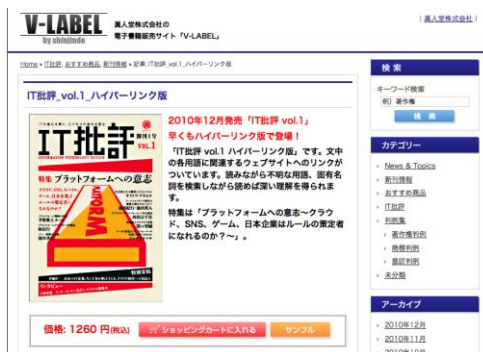 V-LABEL
by shinjindo
眞人堂株式会社の
電子書籍販売サイト「V-LABEL」
| 眞人堂株式会社 |
Home » IT批評, おすすめ商品, 新刊情報 » 記事: IT批評_vol.1_ハイパーリンク版
IT批評_vol.1_ハイパーリンク版
IT批評
創刊1号
VOL.1
特集 プラットフォームへの意志
2010年12月発売「IT批評 vol.1」
早くもハイパーリンク版で登場！
「IT批評 vol.1 ハイパーリンク版」です。文中
の各用語に関連するウェブサイトへのリンクが
ついています。読みながら不明な用語、固有名
詞を検索しながら読めば深い理解を得られま
す。
特集は「プラットフォームへの意志～クラウ
ド、SNS、ゲーム、日本企業はルールの策定者
になれるのか？～」。
価格: 1260 円(税込)
ショッピングカートに入れる
サンプル
検 索
キーワード検索
例）著作権
検 索
カテゴリー
News & Topics
新刊情報
おすすめ商品
IT批評
判例集
著作権判例
商標判例
意匠判例
未分類
アーカイブ
2010年12月
2010年11月
2010年10月